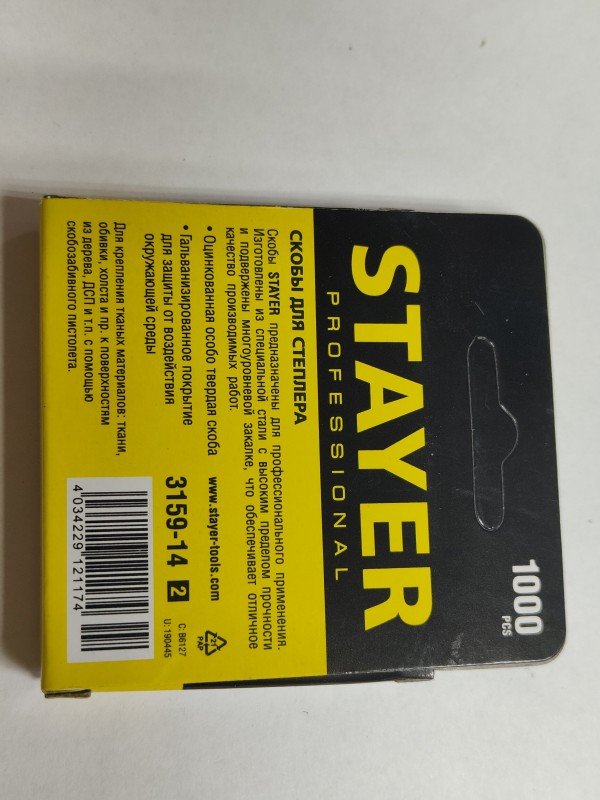 1000
PCS
STAYER
PROFESSIONAL
СКОБЫ ДЛЯ СТЕПЛЕРА
Скобы STAYER предназначены для профессионального применения.
Изготовлены из специальной стали с высоким пределом прочности
и подвержены многоуровневой закалке, что обеспечивает отличное
качество производимых работ.
• Оцинкованная особо твердая скоба
• Гальванизированное покрытие
для защиты от воздействия
окружающей среды
Для крепления тканых материалов: ткани,
обивки, холста и пр. к поверхностям
из дерева, ДСП и т.п. с помощью
скобозабивного пистолета.
www.stayer-tools.com
3159-14 2
4 034229 121174
21
PAP
C: B6127
U: 190445